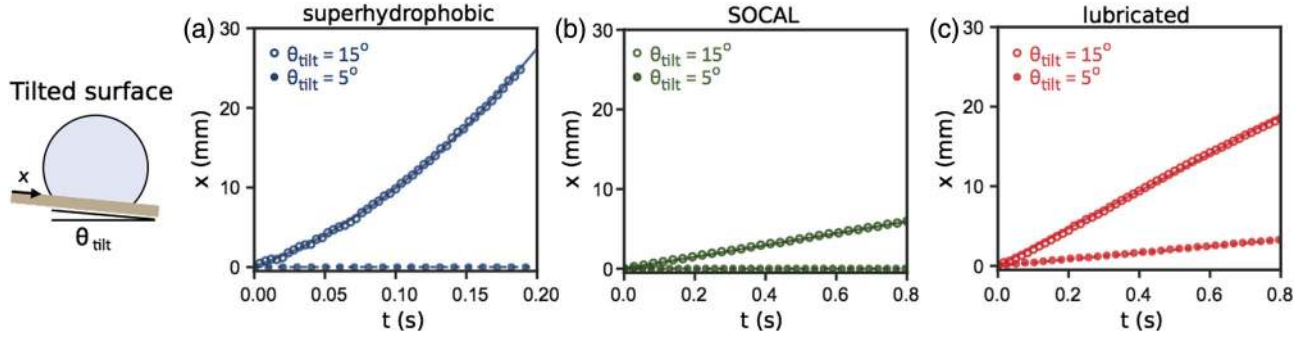 Tilted surface
x
θ tilt
superhydrophobic
(a)
30
20
10
0
x (mm)
θtilt = 15°
θtilt = 5°
0.00 0.05 0.10 0.15 0.20
t (s)
SOCAL
(b)
30
20
10
0
x (mm)
θtilt = 15°
θtilt = 5°
0.0 0.2 0.4 0.6 0.8
t (s)
lubricated
(c)
30
20
10
0
x (mm)
θtilt = 15°
θtilt = 5°
0.0 0.2 0.4 0.6 0.8
t (s)